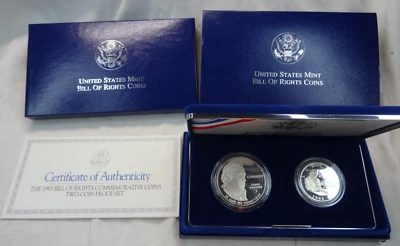 UNITED STATES MINT
BILL OF RIGHTS COINS
UNITED STATES MINT
BILL OF RIGHTS COINS
Certificate of Authenticity
THE 1993 BILL OF RIGHTS COMMEMORATIVE COINS
TWO COIN PROOF SET
LIBERTY